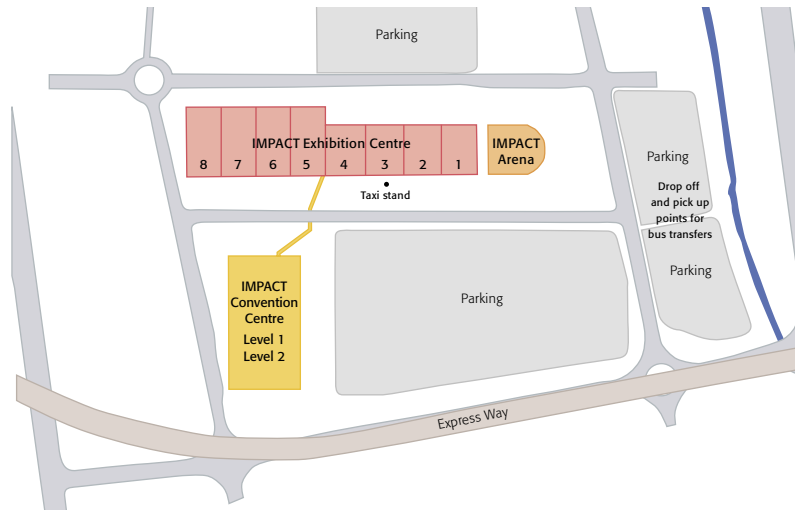 Parking
IMPACT Exhibition Centre
8 7 6 5 4 3 2 1
IMPACT
Arena
Taxi stand
Parking
Drop off
and pick up
points for
bus transfers
Parking
IMPACT
Convention
Centre
Level 1
Level 2
Parking
Express Way